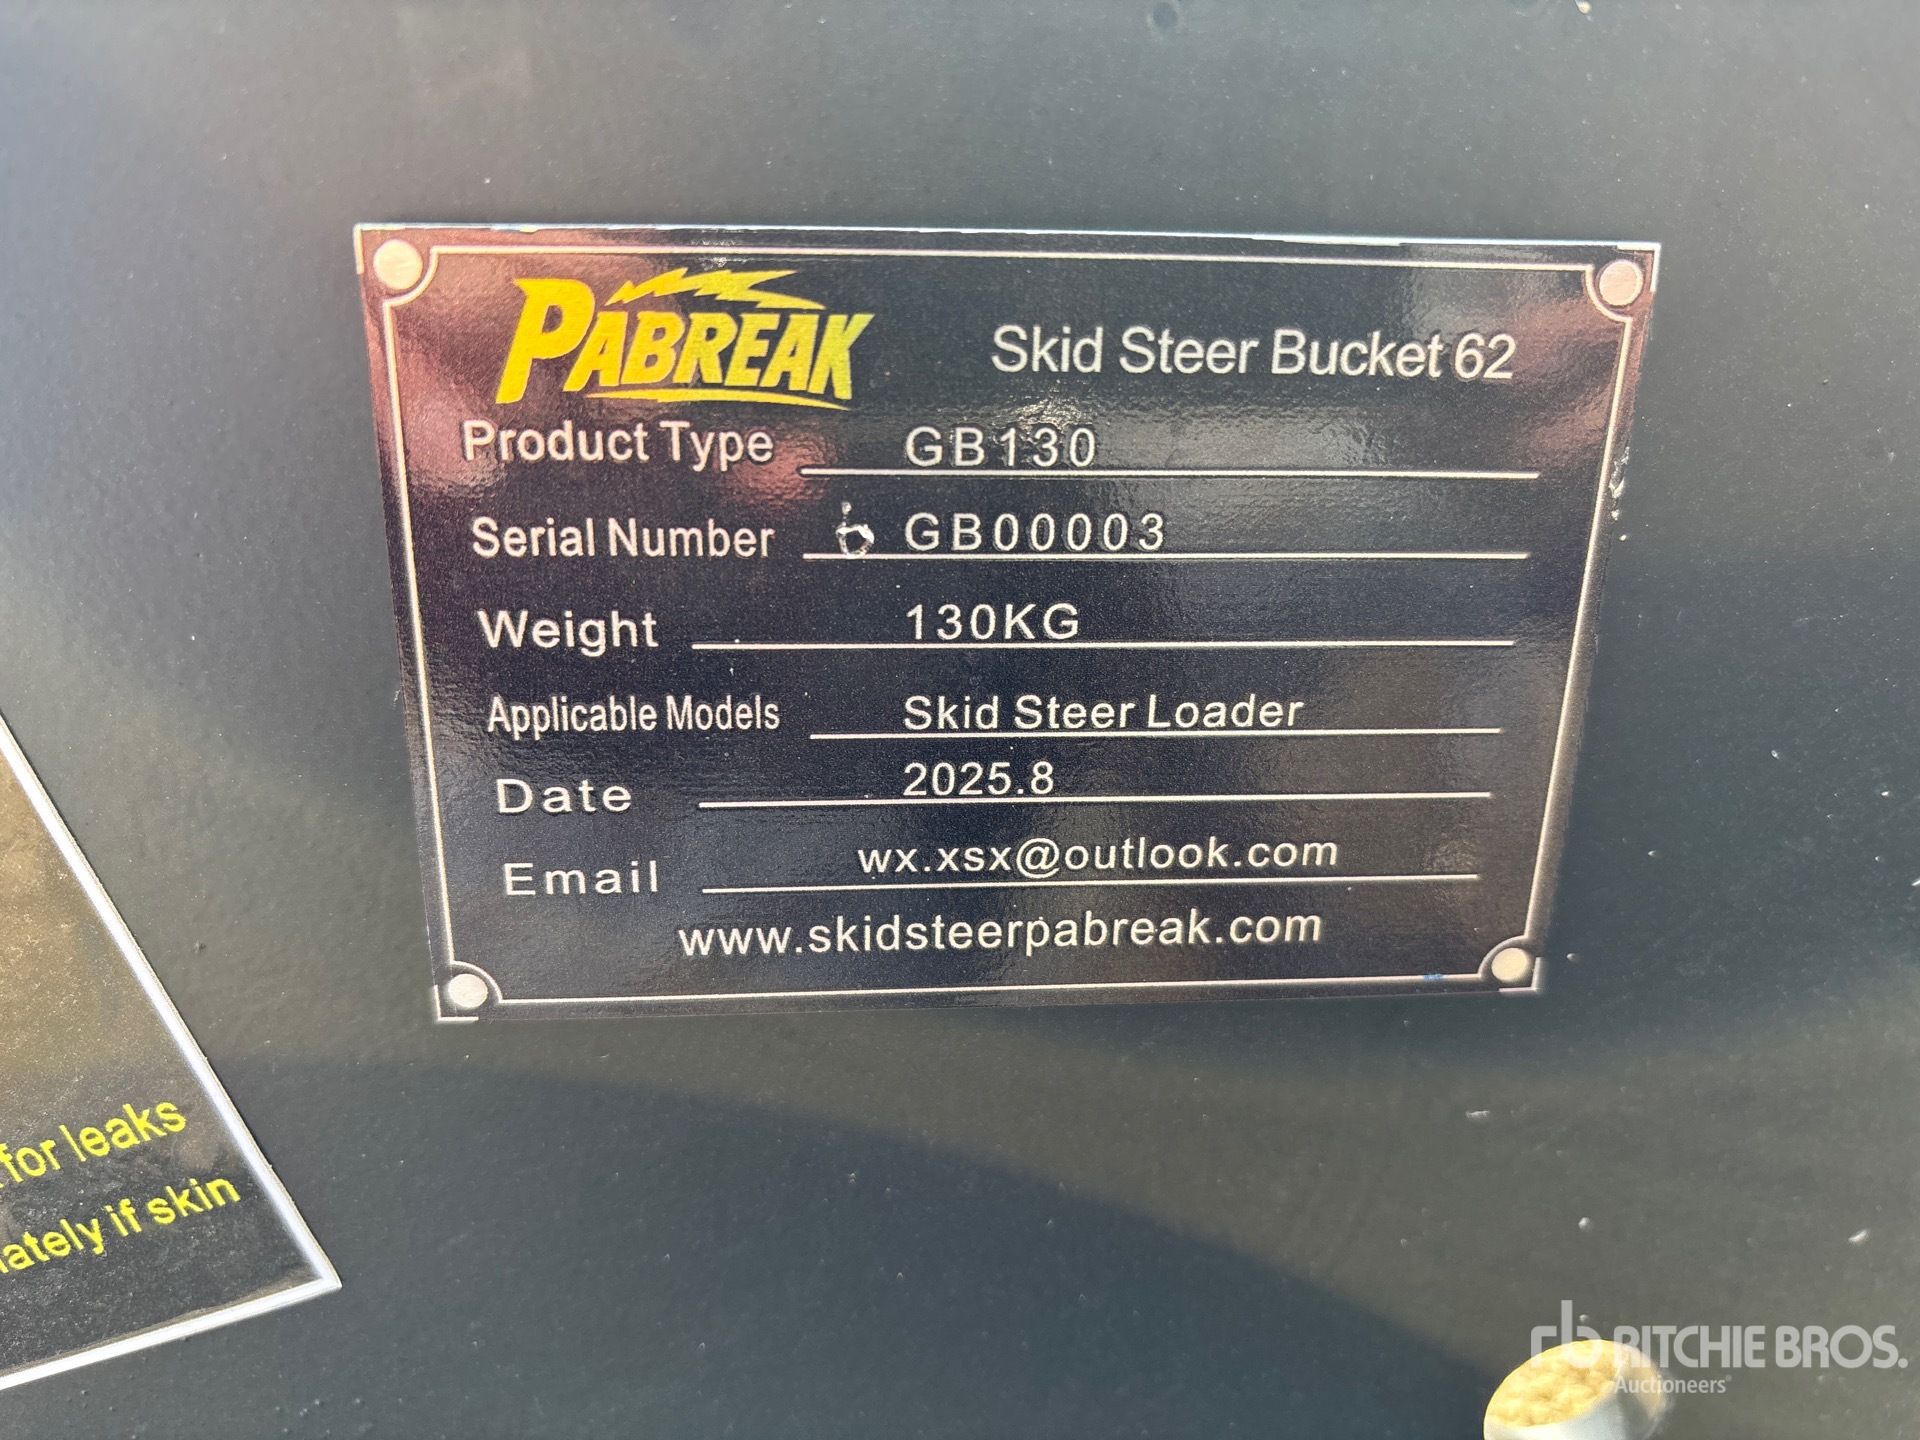 PABREAK
Skid Steer Bucket 62
Product Type GB130
Serial Number GB00003
Weight 130KG
Applicable Models Skid Steer Loader
Date 2025.8
Email wx.xsx@outlook.com
www.skidsteerpabreak.com
for leaks
if skin
rb RITCHIE BROS.
Auctioneers